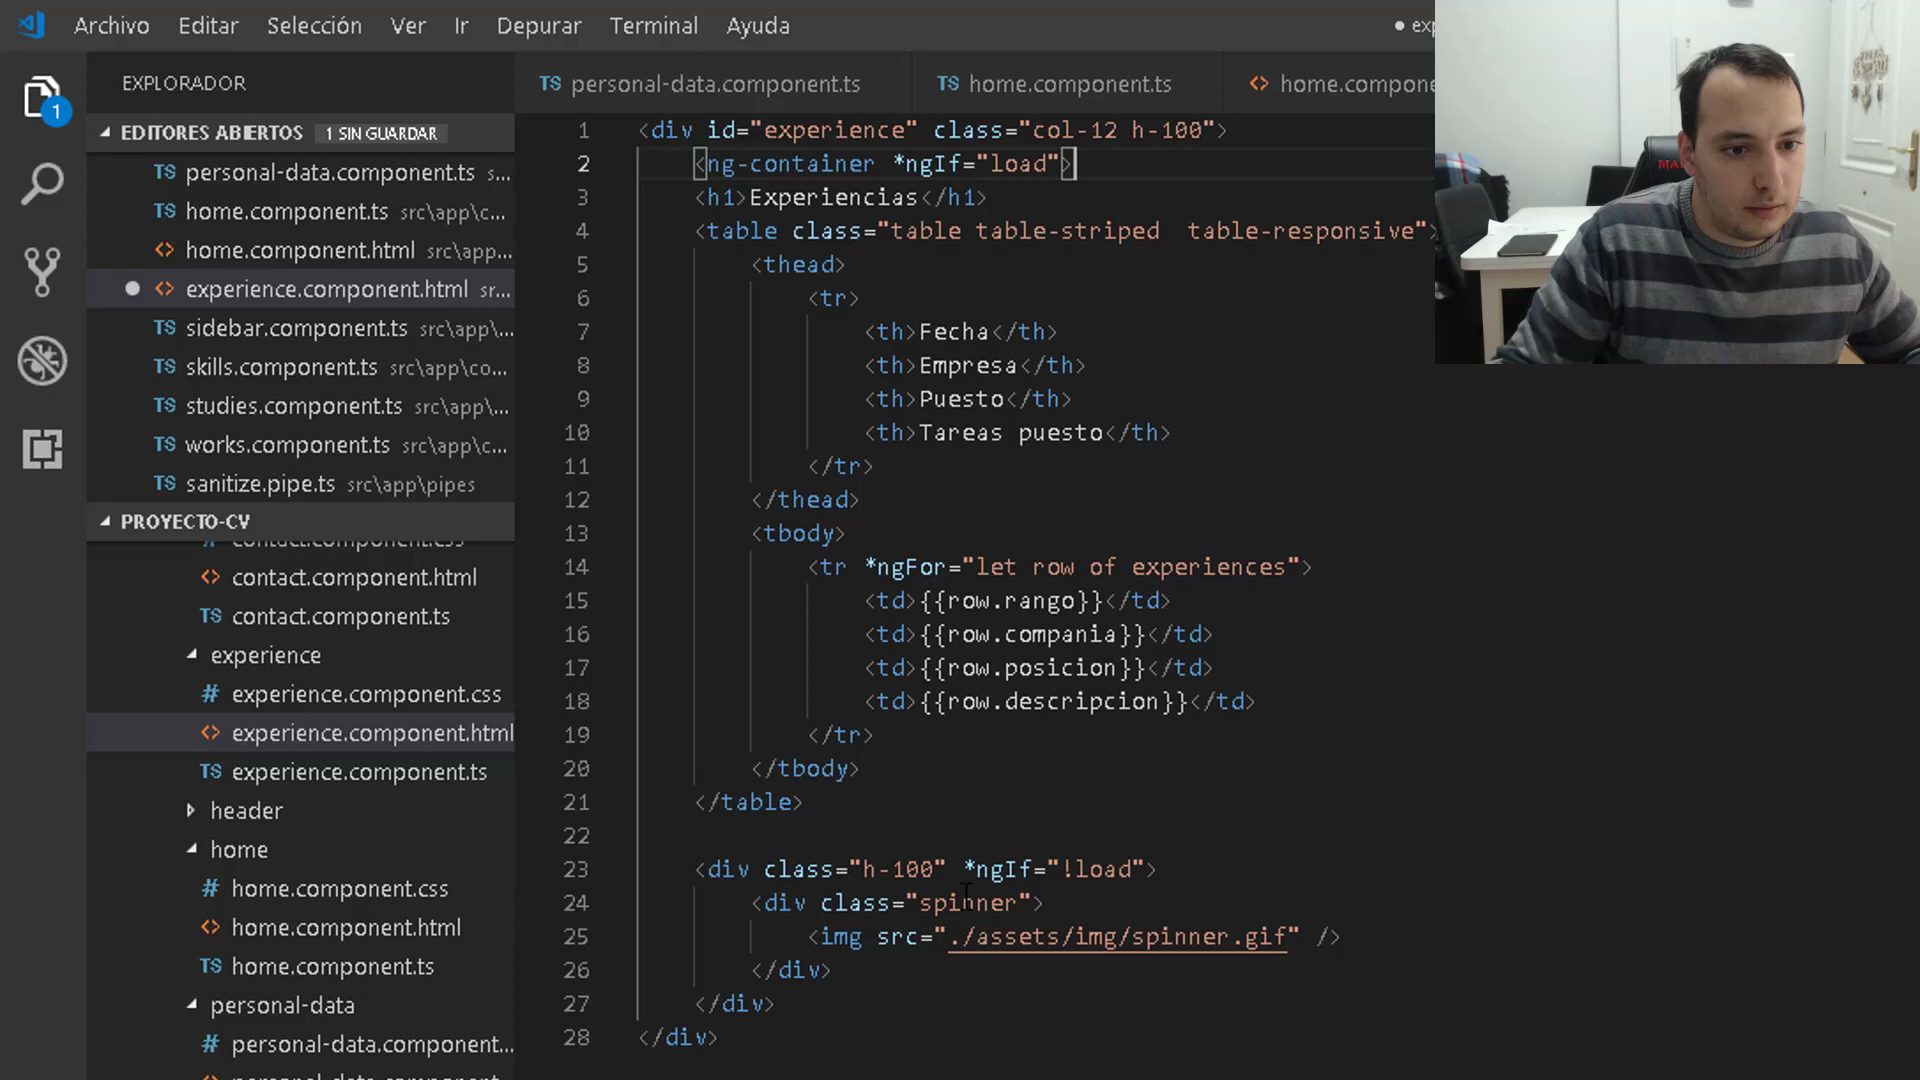 Archivo Editar Selección Ver Ir Depurar Terminal Ayuda
● exp
1
EXPLORADOR
EDITORES ABIERTOS 1 SIN GUARDAR
TS personal-data.component.ts s...
TS home.component.ts src\app\c...
<> home.component.html src\app...
● <> experience.component.html sr...
TS sidebar.component.ts src\app\...
TS skills.component.ts src\app\co...
TS studies.component.ts src\app\...
TS works.component.ts src\app\c...
TS sanitize.pipe.ts src\app\pipes
PROYECTO-CV
# contact.component.css
<> contact.component.html
TS contact.component.ts
experience
# experience.component.css
<> experience.component.html
TS experience.component.ts
header
home
# home.component.css
<> home.component.html
TS home.component.ts
personal-data
# personal-data.component...
TS personal-data.component.ts TS home.component.ts <> home.compone
1 <div id="experience" class="col-12 h-100">
2 <ng-container *ngIf="load">
3 <h1>Experiencias</h1>
4 <table class="table table-striped  table-responsive">
5 <thead>
6 <tr>
7 <th>Fecha</th>
8 <th>Empresa</th>
9 <th>Puesto</th>
10 <th>Tareas puesto</th>
11 </tr>
12 </thead>
13 <tbody>
14 <tr *ngFor="let row of experiences">
15 <td>{{row.rango}}</td>
16 <td>{{row.compania}}</td>
17 <td>{{row.posicion}}</td>
18 <td>{{row.descripcion}}</td>
19 </tr>
20 </tbody>
21 </table>
22
23 <div class="h-100" *ngIf="!load">
24 <div class="spinner">
25 <img src="./assets/img/spinner.gif" />
26 </div>
27 </div>
28 </div>